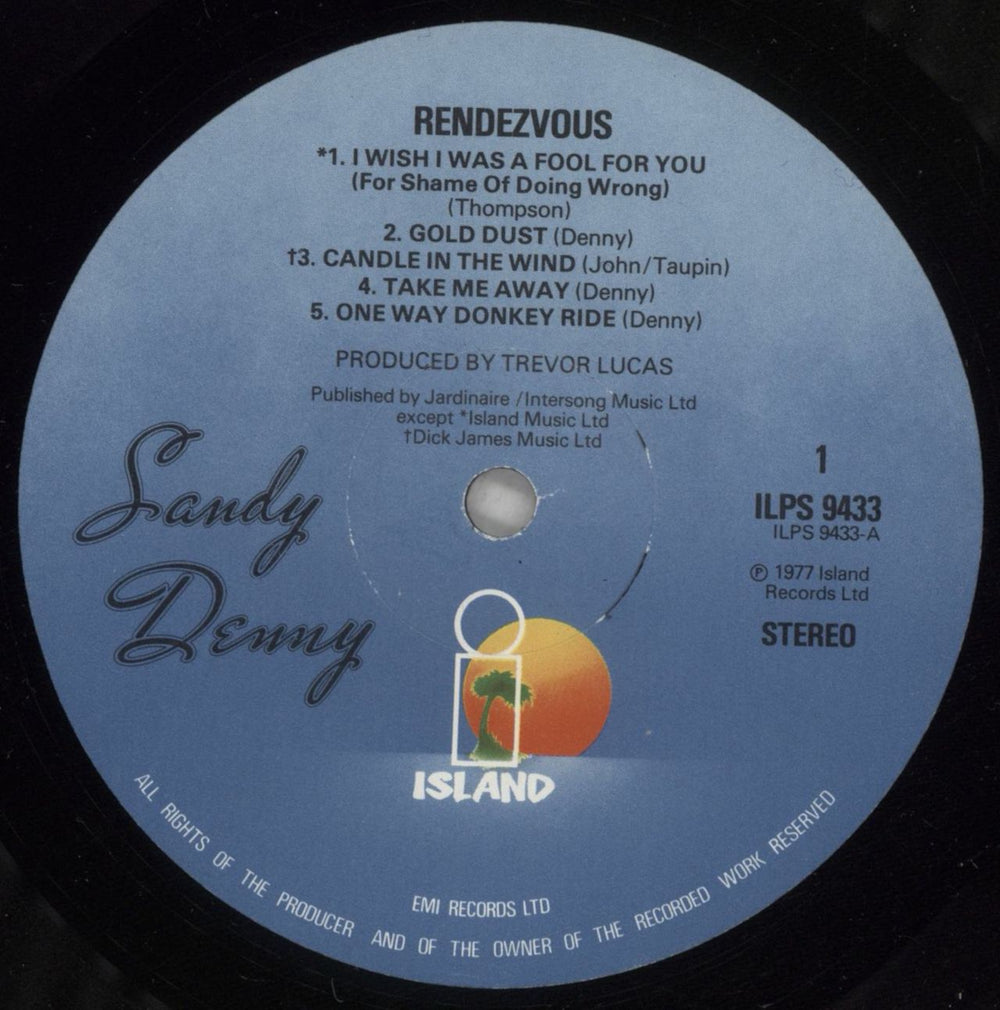 RENDEZVOUS
*1. I WISH I WAS A FOOL FOR YOU
(For Shame Of Doing Wrong)
(Thompson)
2. GOLD DUST (Denny)
†3. CANDLE IN THE WIND (John/Taupin)
4. TAKE ME AWAY (Denny)
5. ONE WAY DONKEY RIDE (Denny)
PRODUCED BY TREVOR LUCAS
Published by Jardinaire /Intersong Music Ltd
except *Island Music Ltd
†Dick James Music Ltd
Sandy
Denny
1
ILPS 9433
ILPS 9433-A
℗ 1977 Island
Records Ltd
STEREO
ISLAND
EMI RECORDS LTD
ALL RIGHTS OF THE PRODUCER AND OF THE OWNER OF THE RECORDED WORK RESERVED